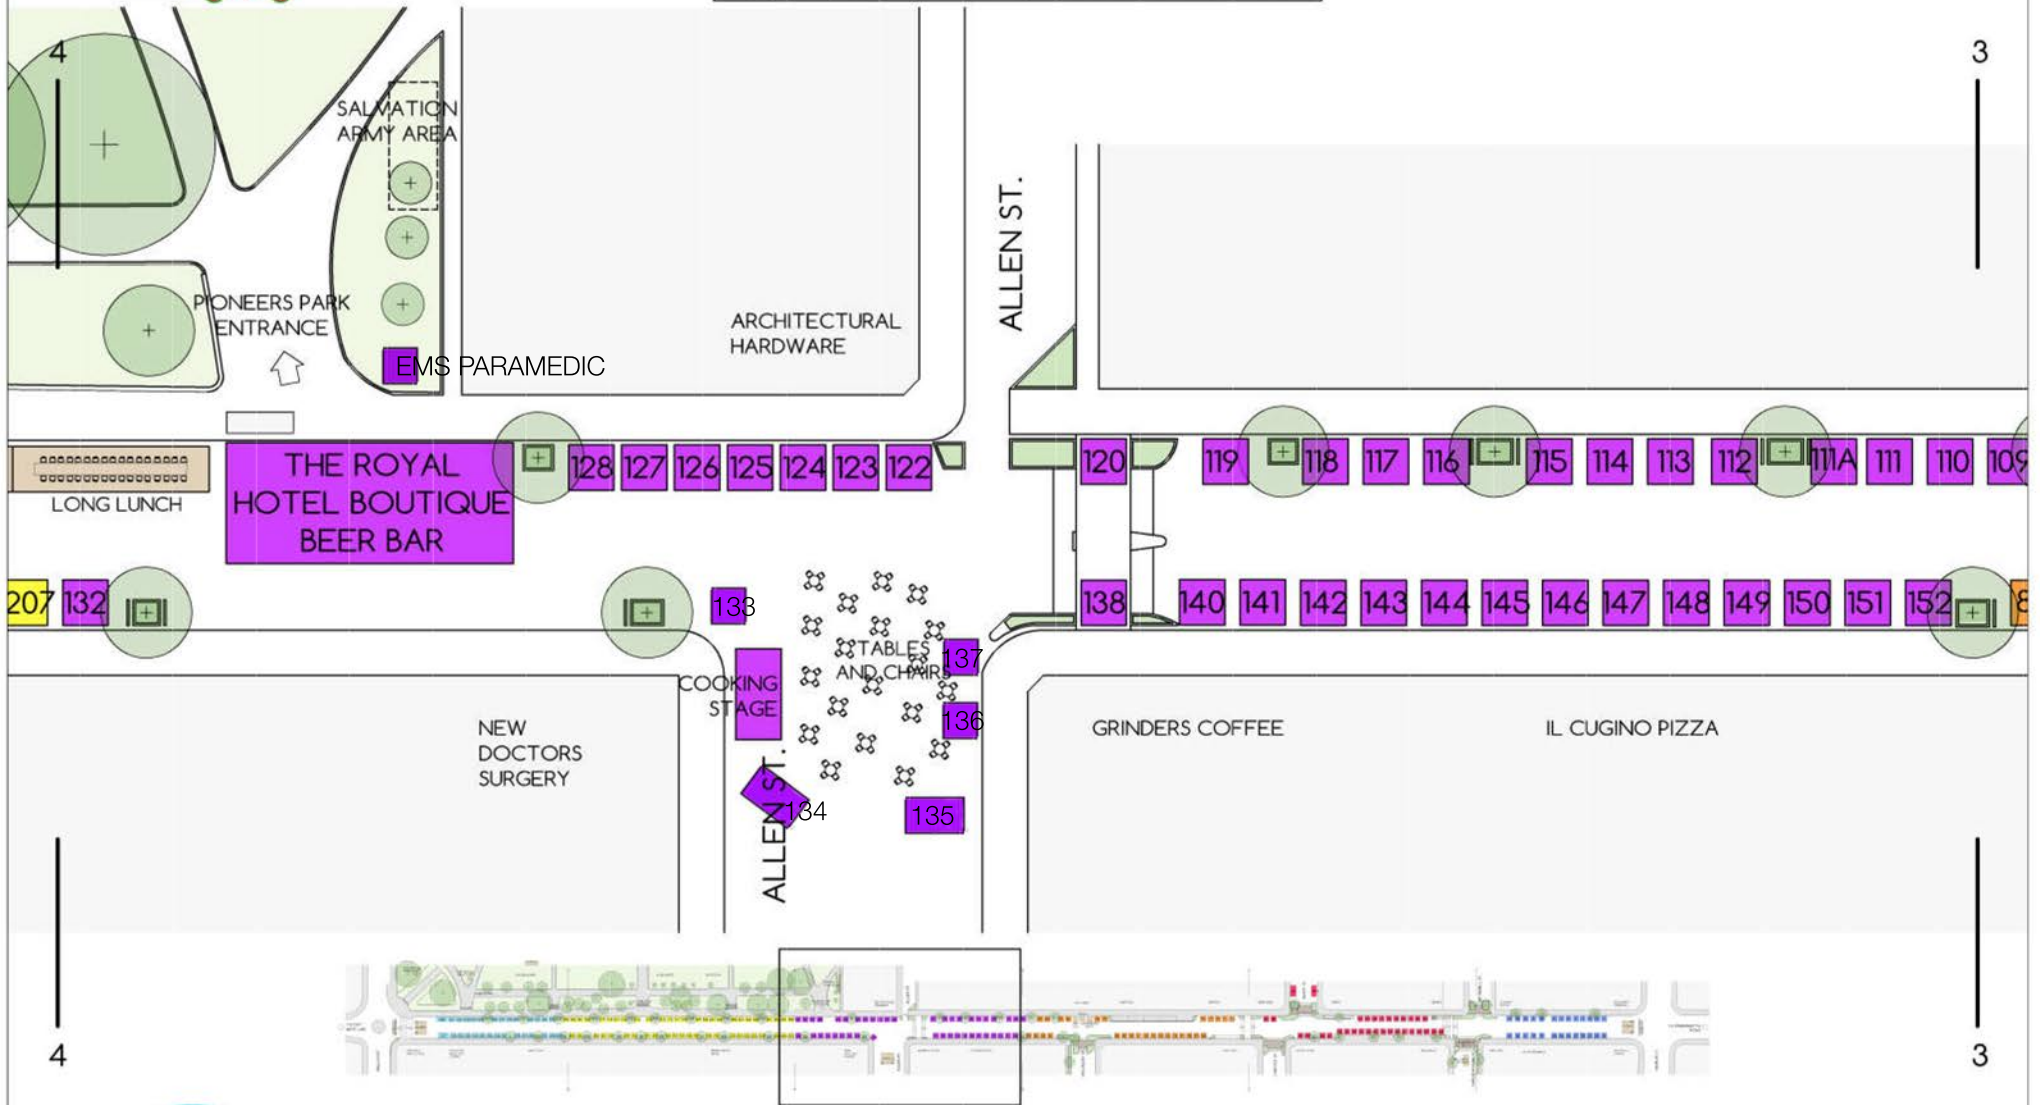 4
3
SALVATION
ARMY AREA
ALLEN ST.
PIONEERS PARK
ENTRANCE
ARCHITECTURAL
HARDWARE
EMS PARAMEDIC
THE ROYAL
HOTEL BOUTIQUE
BEER BAR
128 127 126 125 124 123 122
120 119 118 117 116 115 114 113 112 111A 111 110 109
LONG LUNCH
207 132
133
138 140 141 142 143 144 145 146 147 148 149 150 151 152
TABLES
AND CHAIRS
137
COOKING
STAGE
136
NEW
DOCTORS
SURGERY
GRINDERS COFFEE
IL CUGINO PIZZA
ALLEN ST.
134
135
4
3